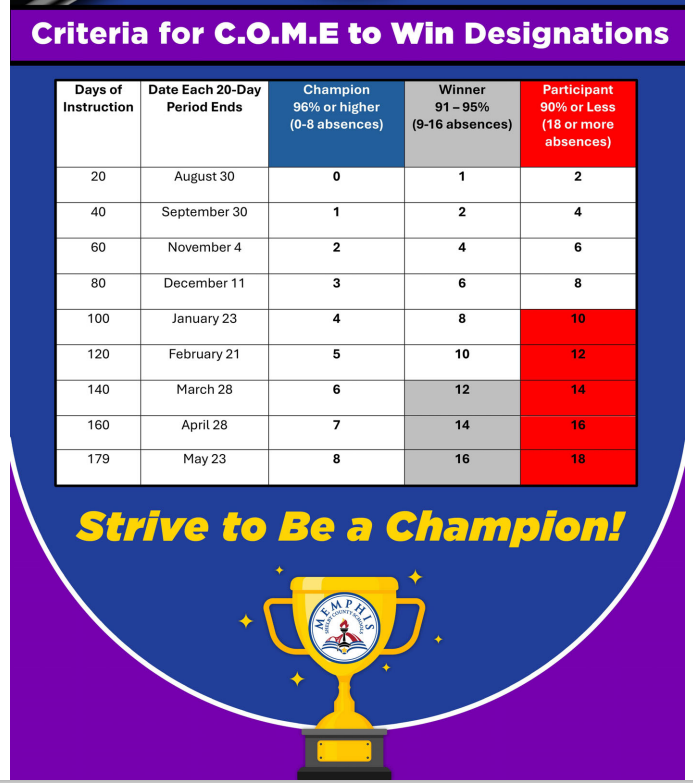 Criteria for C.O.M.E to Win Designations
Days of Instruction | Date Each 20-Day Period Ends | Champion 96% or higher (0-8 absences) | Winner 91 – 95% (9-16 absences) | Participant 90% or Less (18 or more absences)
20 | August 30 | 0 | 1 | 2
40 | September 30 | 1 | 2 | 4
60 | November 4 | 2 | 4 | 6
80 | December 11 | 3 | 6 | 8
100 | January 23 | 4 | 8 | 10
120 | February 21 | 5 | 10 | 12
140 | March 28 | 6 | 12 | 14
160 | April 28 | 7 | 14 | 16
179 | May 23 | 8 | 16 | 18
Strive to Be a Champion!
MEMPHIS
SHELBY COUNTY SCHOOLS